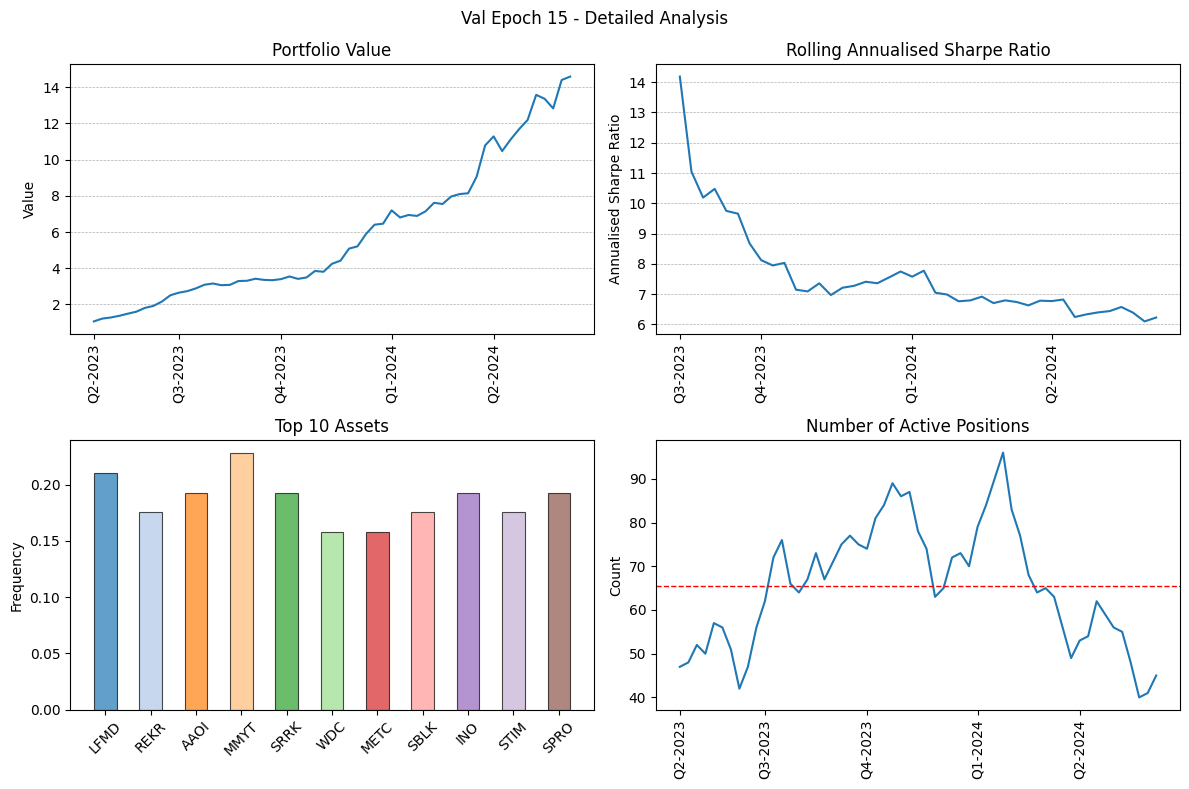 Val Epoch 15 - Detailed Analysis
Portfolio Value
Value
14
12
10
8
6
4
2
Q2-2023
Q3-2023
Q4-2023
Q1-2024
Q2-2024
Rolling Annualised Sharpe Ratio
Annualised Sharpe Ratio
14
13
12
11
10
9
8
7
6
Q3-2023
Q4-2023
Q1-2024
Q2-2024
Top 10 Assets
Frequency
0.20
0.15
0.10
0.05
0.00
LFMD
REKR
AAOI
MMYT
SRRK
WDC
METC
SBLK
INO
STIM
SPRO
Number of Active Positions
Count
90
80
70
60
50
40
Q2-2023
Q3-2023
Q4-2023
Q1-2024
Q2-2024